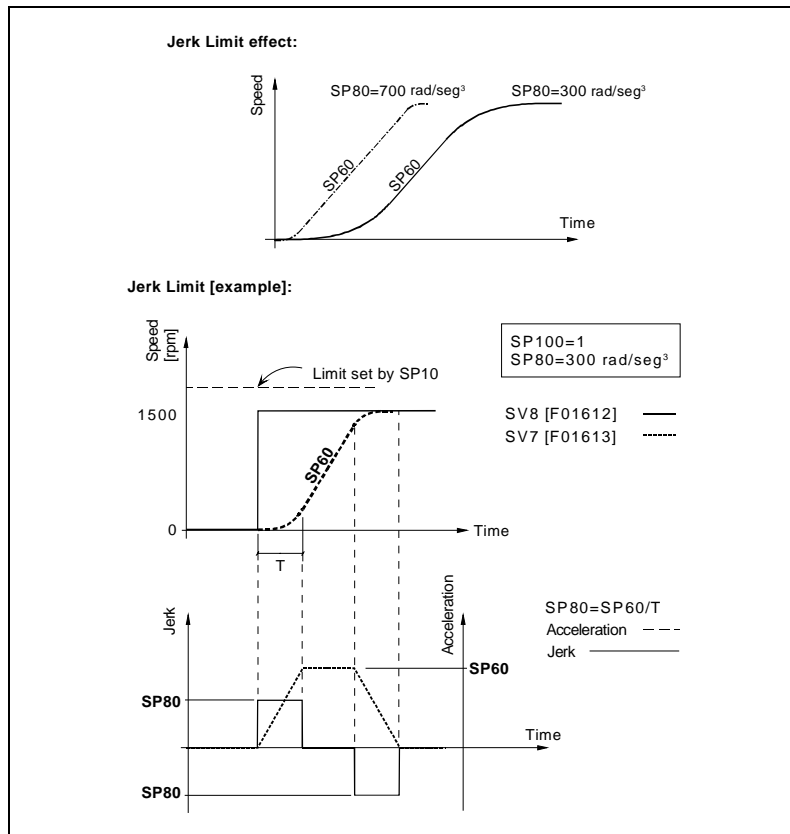 Jerk Limit effect:
Speed
SP80=700 rad/seg³
SP80=300 rad/seg³
SP60
SP60
Time
Jerk Limit [example]:
Speed
[rpm]
SP100=1
SP80=300 rad/seg³
Limit set by SP10
1500
SV8 [F01612]
SV7 [F01613]
SP60
0
Time
T
Jerk
Acceleration
SP80=SP60/T
Acceleration
Jerk
SP60
SP80
Time
SP80